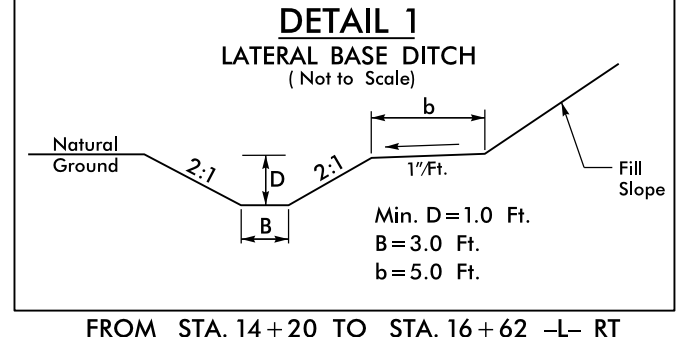 DETAIL 1
LATERAL BASE DITCH
( Not to Scale)
b
Natural
Ground
2:1
D
2:1
1"/Ft.
Fill
Slope
B
Min. D=1.0 Ft.
B=3.0 Ft.
b=5.0 Ft.
FROM STA. 14+20 TO STA. 16+62 -L- RT